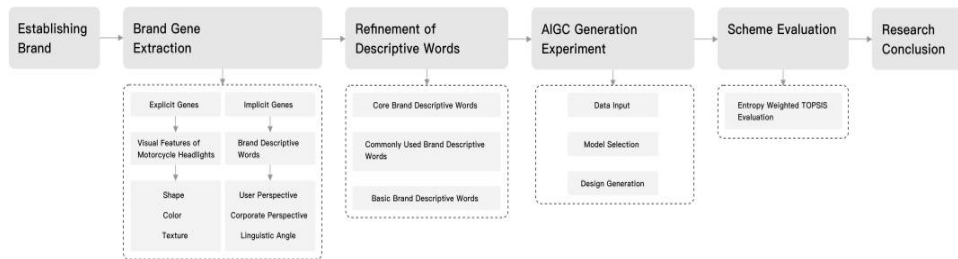 Establishing
Brand
Brand Gene
Extraction
Refinement of
Descriptive Words
AIGC Generation
Experiment
Scheme Evaluation
Research
Conclusion
Explicit Genes
Implicit Genes
Visual Features of
Motorcycle Headlights
Brand Descriptive
Words
Shape
Color
Texture
User Perspective
Corporate Perspective
Linguistic Angle
Core Brand Descriptive Words
Commonly Used Brand Descriptive
Words
Basic Brand Descriptive Words
Data Input
Model Selection
Design Generation
Entropy Weighted TOPSIS
Evaluation